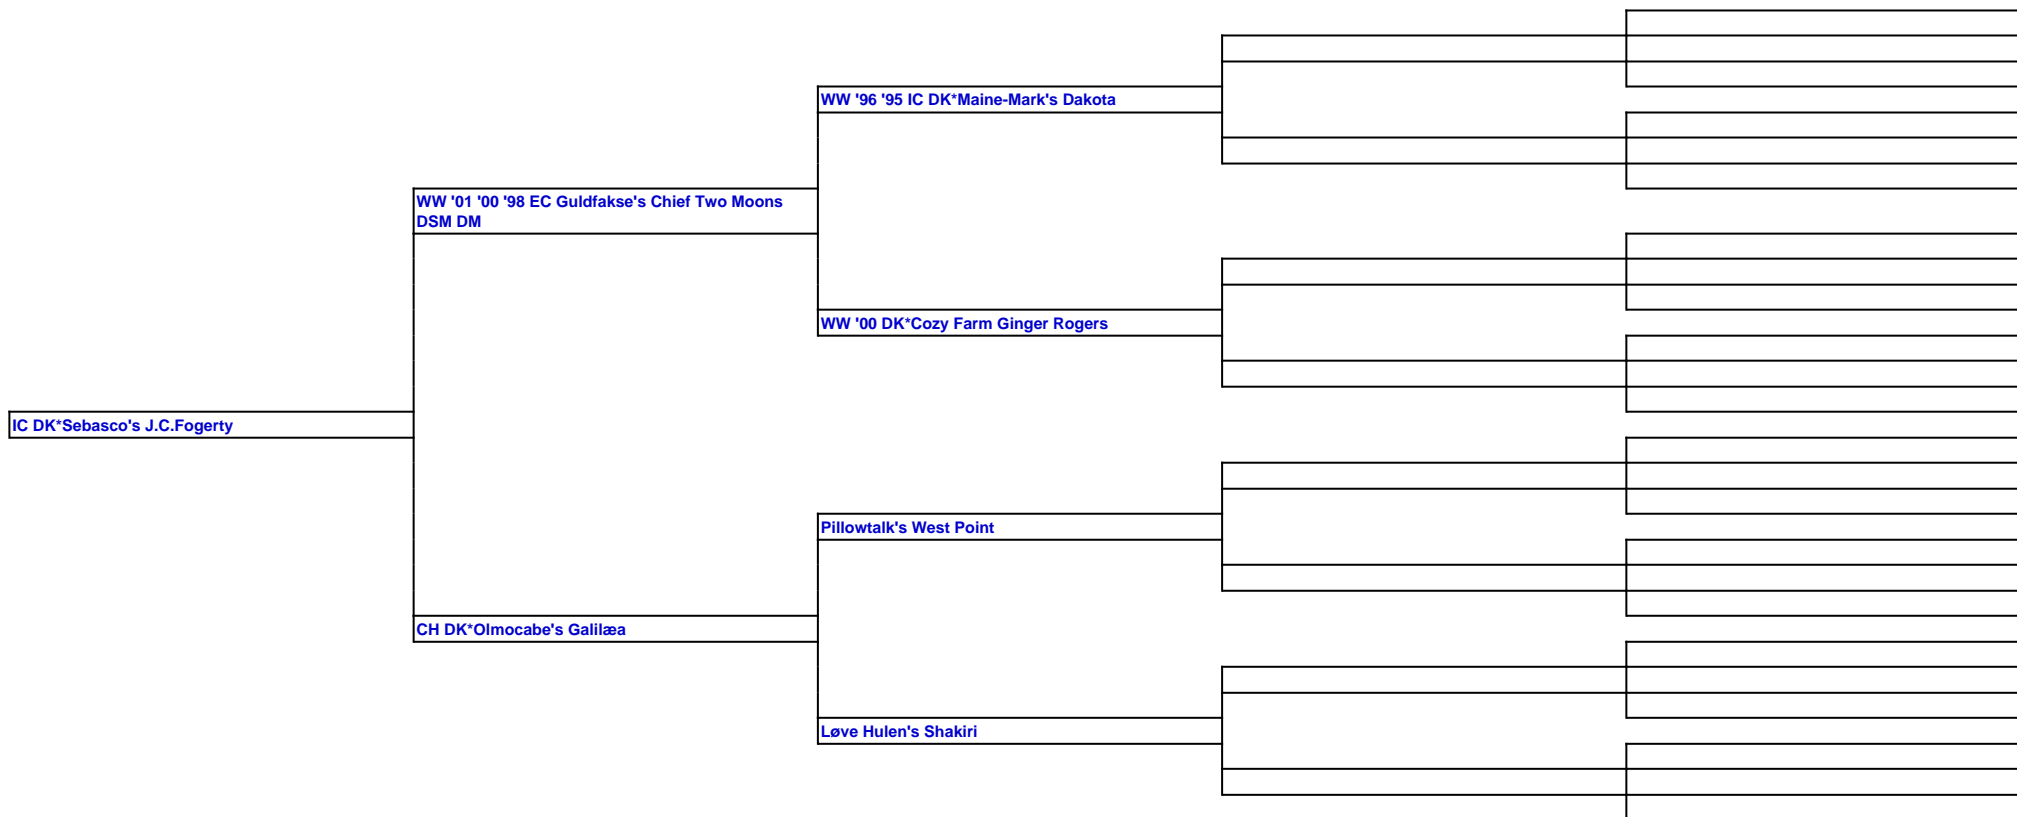 WW '96 '95 IC DK*Maine-Mark's Dakota
WW '01 '00 '98 EC Guldfakse's Chief Two Moons
DSM DM
WW '00 DK*Cozy Farm Ginger Rogers
IC DK*Sebasco's J.C.Fogerty
Pillowtalk's West Point
CH DK*Olmocabe's Galilæa
Løve Hulen's Shakiri